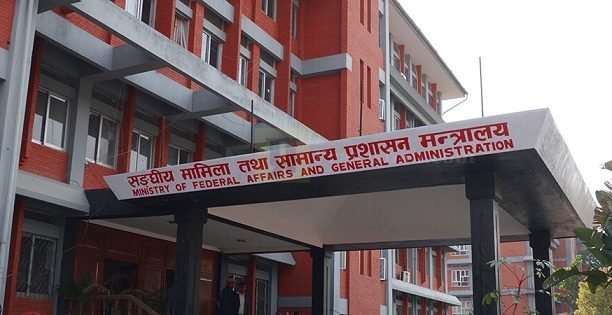 सङ्घीय मामिला तथा सामान्य प्रशासन मन्त्रालय
MINISTRY OF FEDERAL AFFAIRS AND GENERAL ADMINISTRATION